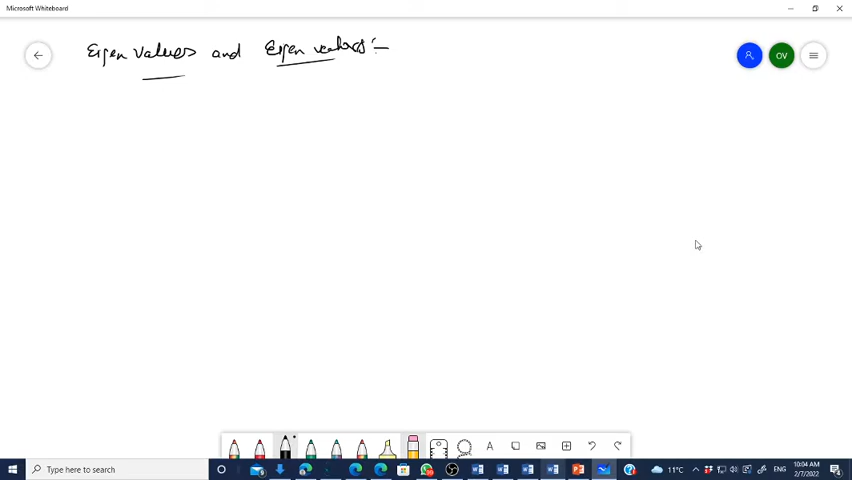 Microsoft Whiteboard
Eigen values and Eigen vectors :-
OV
A
Type here to search
11°C
ENG
10:04 AM
2/7/2022
4